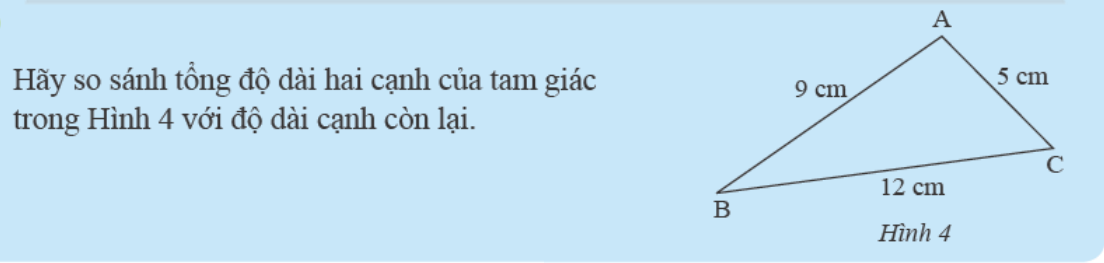 A
Hãy so sánh tổng độ dài hai cạnh của tam giác
9 cm
5 cm
trong Hình 4 với độ dài cạnh còn lại.
C
12 cm
B
Hình 4